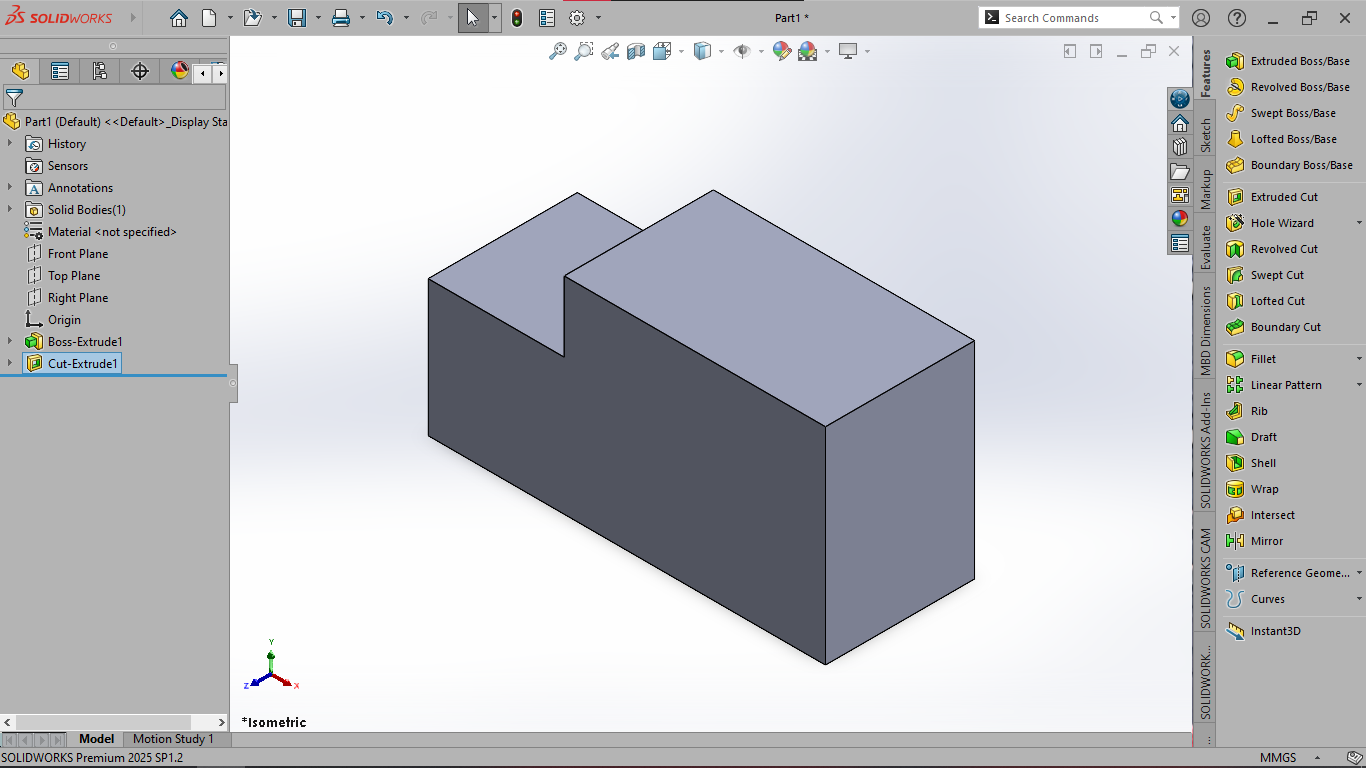 SOLIDWORKS
Part1 *
Search Commands
Part1 (Default) <<Default>_Display Sta
History
Sensors
Annotations
Solid Bodies(1)
Material <not specified>
Front Plane
Top Plane
Right Plane
Origin
Boss-Extrude1
Cut-Extrude1
Y
Z
X
*Isometric
Features
Sketch
Markup
Evaluate
MBD Dimensions
SOLIDWORKS Add-Ins
SOLIDWORKS CAM
SOLIDWORK...
Extruded Boss/Base
Revolved Boss/Base
Swept Boss/Base
Lofted Boss/Base
Boundary Boss/Base
Extruded Cut
Hole Wizard
Revolved Cut
Swept Cut
Lofted Cut
Boundary Cut
Fillet
Linear Pattern
Rib
Draft
Shell
Wrap
Intersect
Mirror
Reference Geome...
Curves
Instant3D
Model
Motion Study 1
SOLIDWORKS Premium 2025 SP1.2
MMGS